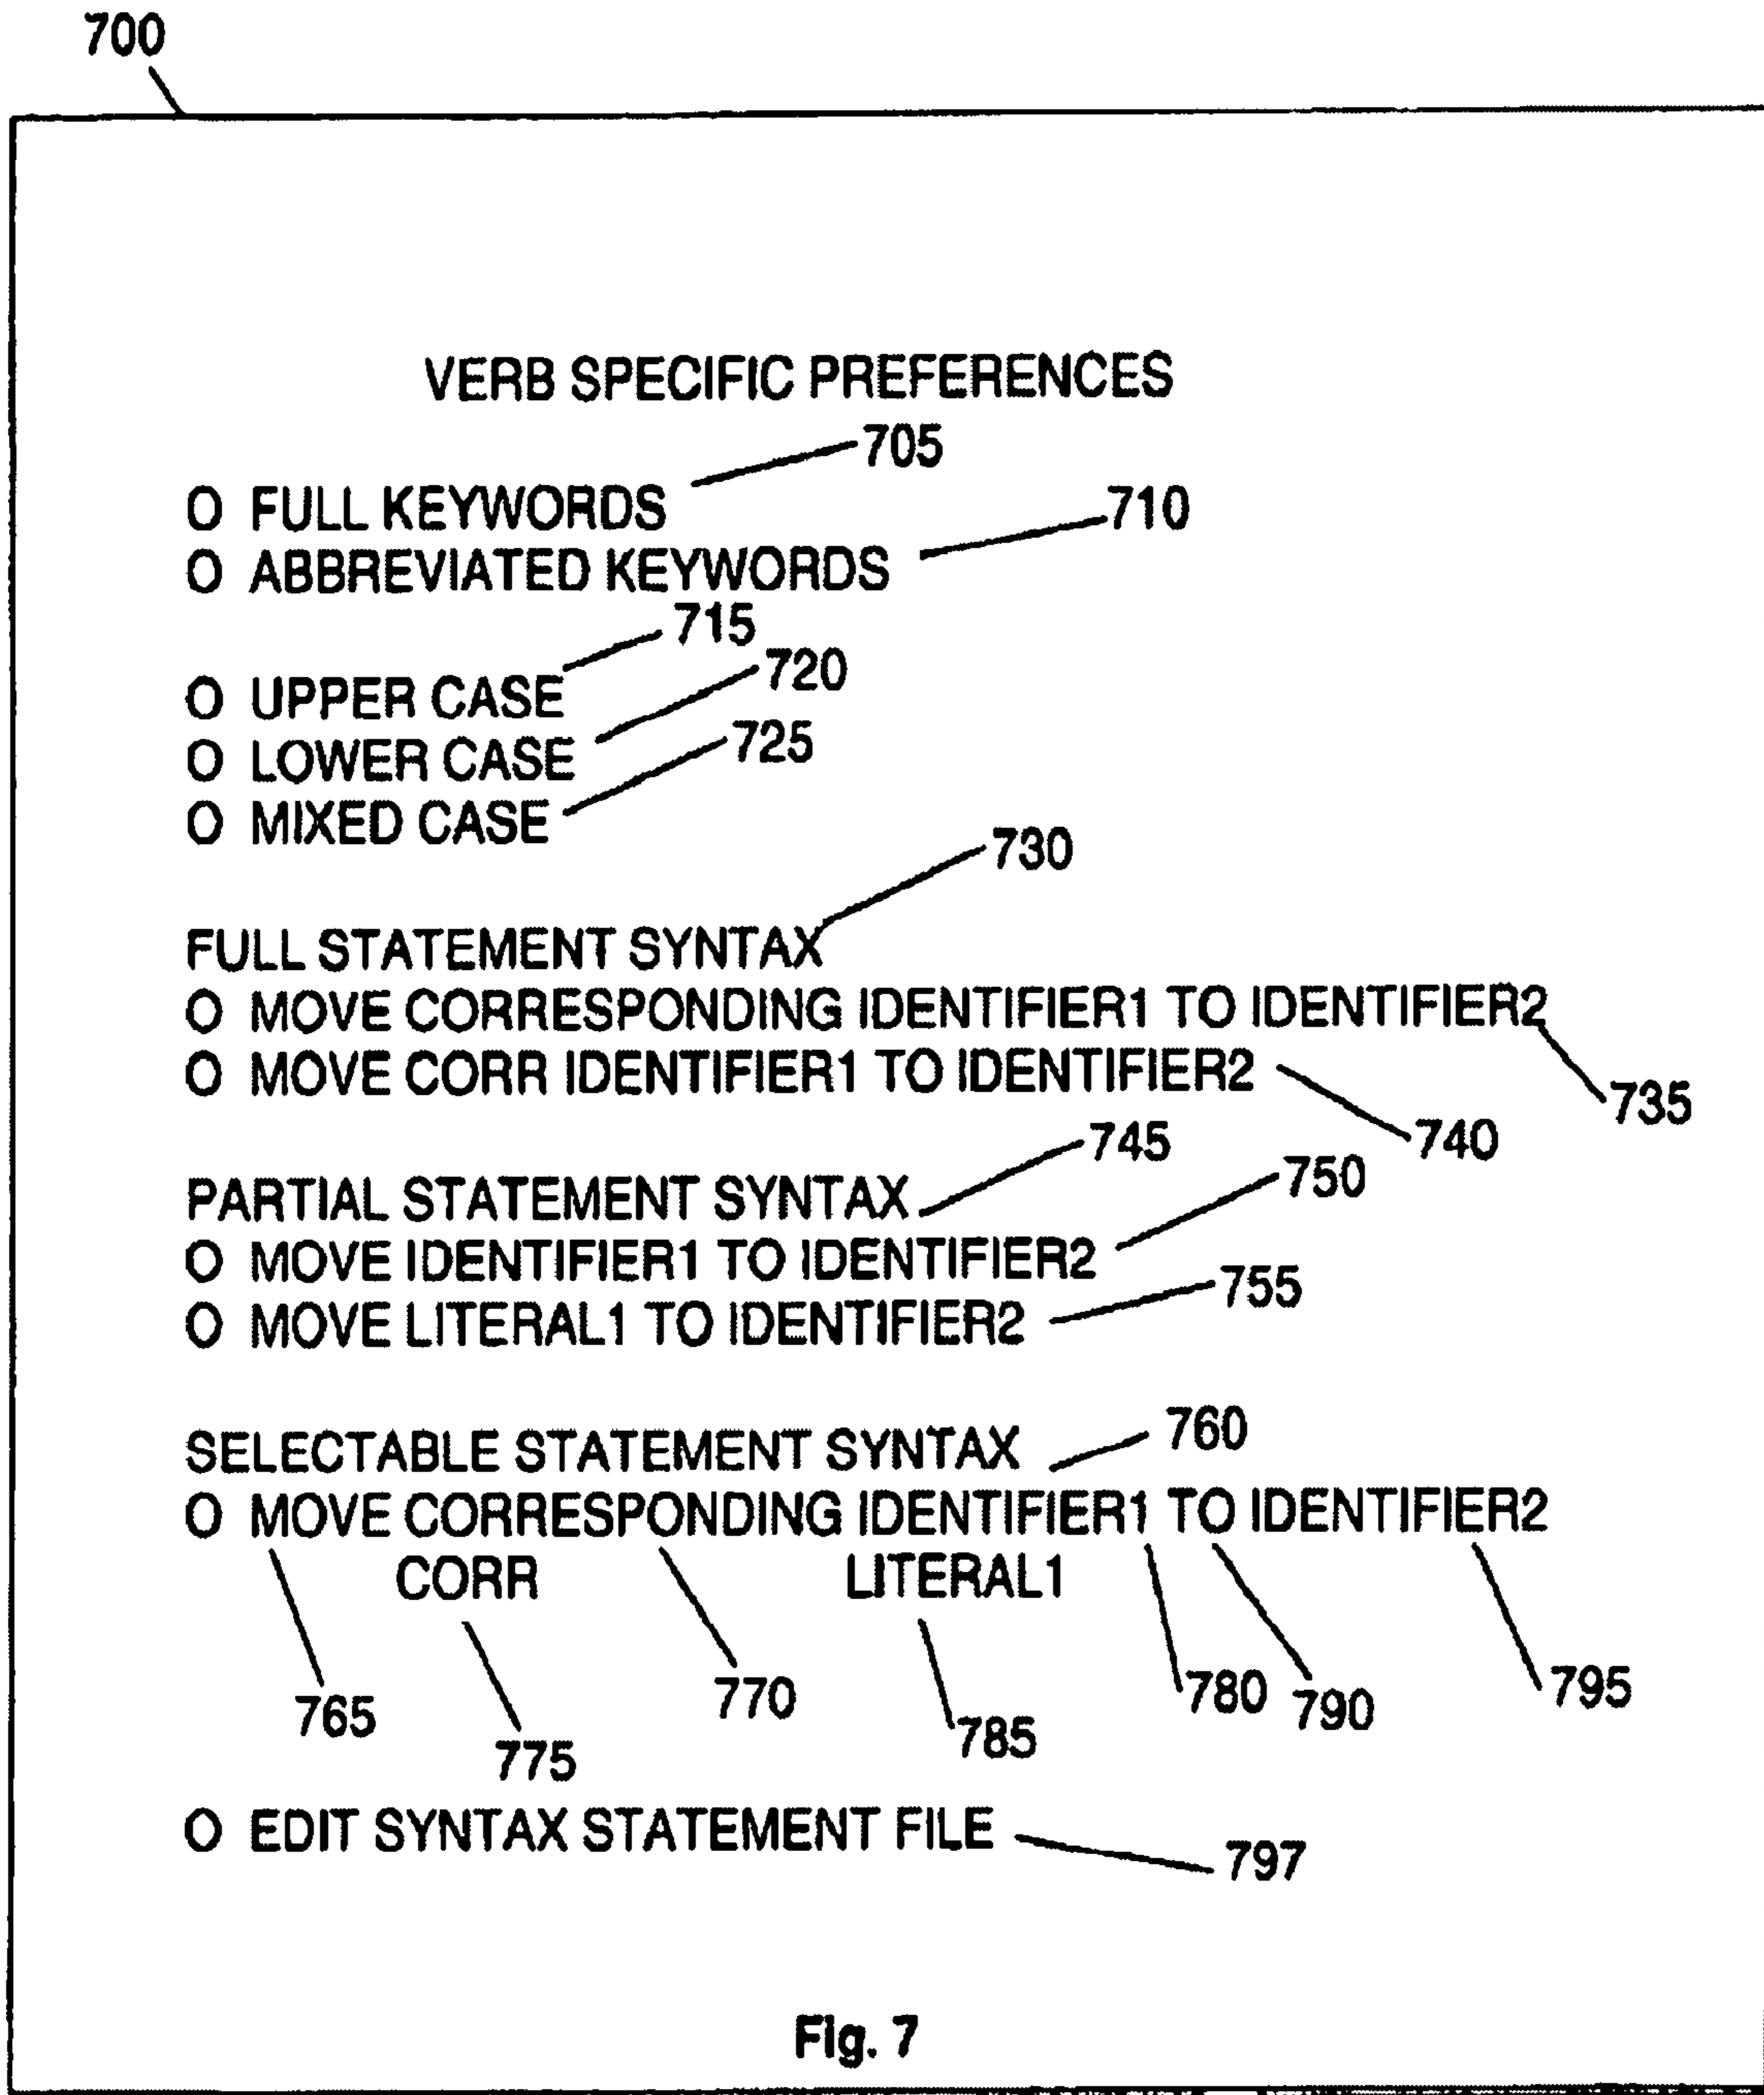 700
VERB SPECIFIC PREFERENCES
705
O FULL KEYWORDS
710
O ABBREVIATED KEYWORDS
715
O UPPER CASE
720
O LOWER CASE
725
O MIXED CASE
730
FULL STATEMENT SYNTAX
O MOVE CORRESPONDING IDENTIFIER1 TO IDENTIFIER2
O MOVE CORR IDENTIFIER1 TO IDENTIFIER2
735
740
745
750
PARTIAL STATEMENT SYNTAX
O MOVE IDENTIFIER1 TO IDENTIFIER2
755
O MOVE LITERAL1 TO IDENTIFIER2
760
SELECTABLE STATEMENT SYNTAX
O MOVE CORRESPONDING IDENTIFIER1 TO IDENTIFIER2
CORR LITERAL1
765 770 780 790 795
775 785
O EDIT SYNTAX STATEMENT FILE
797
Fig. 7